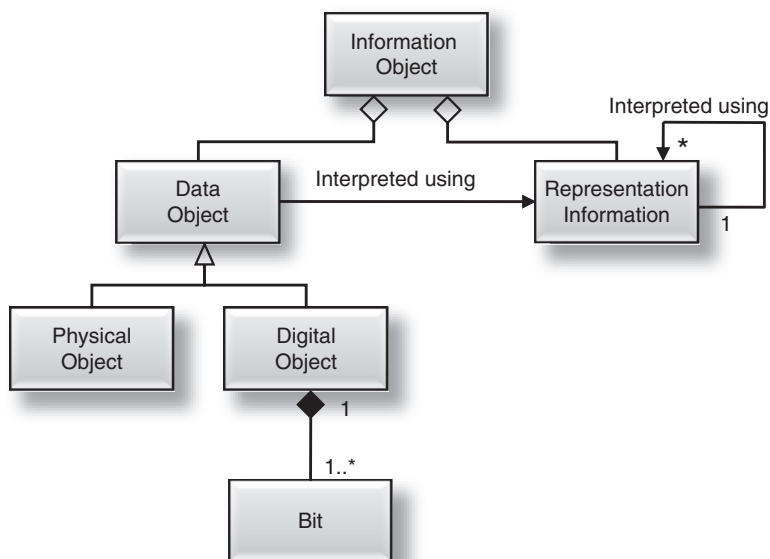 Information
Object
Interpreted using
*
Data
Object
Interpreted using
Representation
Information
1
Physical
Object
Digital
Object
1
1..*
Bit